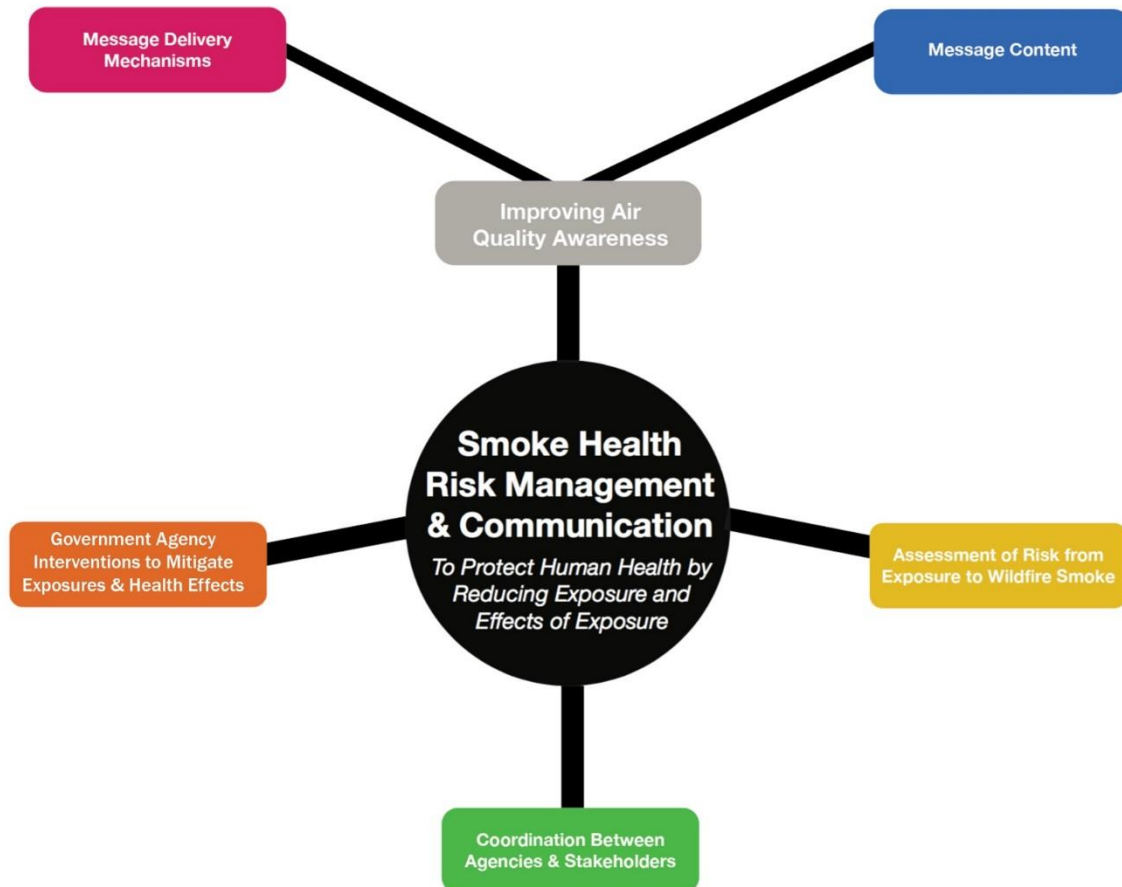 Message Delivery
Mechanisms
Message Content
Improving Air
Quality Awareness
Smoke Health
Risk Management
& Communication
To Protect Human Health by
Reducing Exposure and
Effects of Exposure
Government Agency
Interventions to Mitigate
Exposures & Health Effects
Assessment of Risk from
Exposure to Wildfire Smoke
Coordination Between
Agencies & Stakeholders